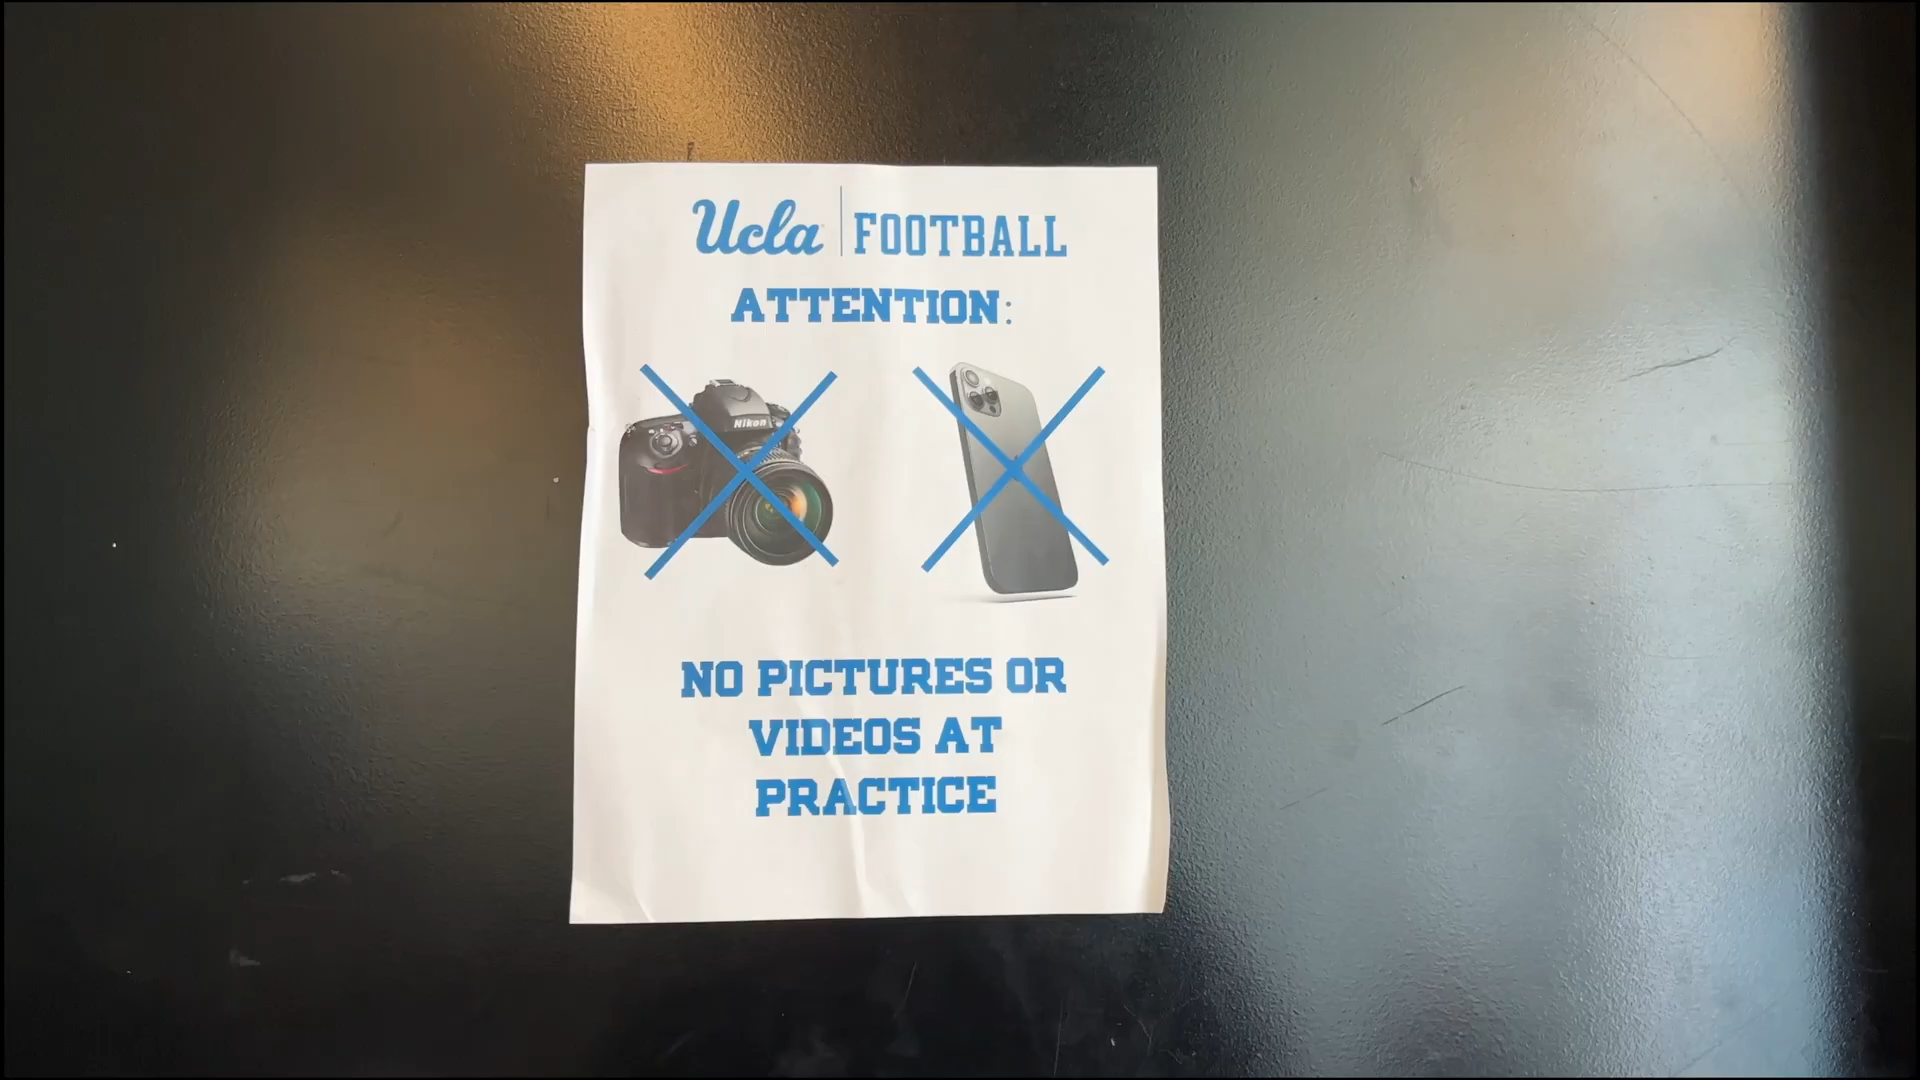 Ucla FOOTBALL
ATTENTION:
Nikon
NO PICTURES OR
VIDEOS AT
PRACTICE